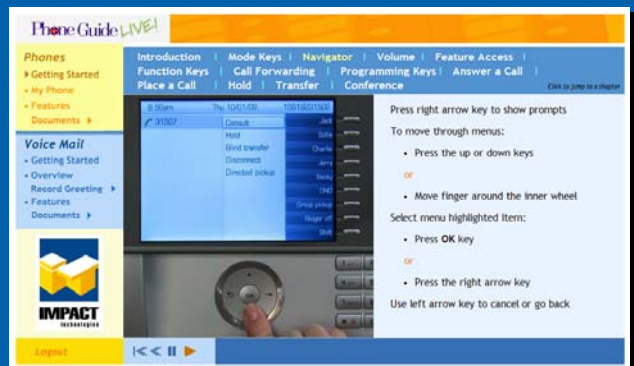 Phone Guide LIVE!
Phones
Getting Started
- My Phone
- Features
Documents
Voice Mail
- Getting Started
- Overview
Record Greeting
- Features
Documents
IMPACT
technologies
Logout
Introduction | Mode Keys | Navigator | Volume | Feature Access |
Function Keys | Call Forwarding | Programming Keys | Answer a Call |
Place a Call | Hold | Transfer | Conference
Click to jump to a chapter
Thu 10/01/09
31507
Consult
Hold
Blind transfer
Disconnect
Directed pickup
Jack
Charlie
Jerry
Becky
DND
Group pickup
Ringer off
Shift
OK
Press right arrow key to show prompts
To move through menus:
• Press the up or down keys
or
• Move finger around the inner wheel
Select menu highlighted item:
• Press OK key
or
• Press the right arrow key
Use left arrow key to cancel or go back